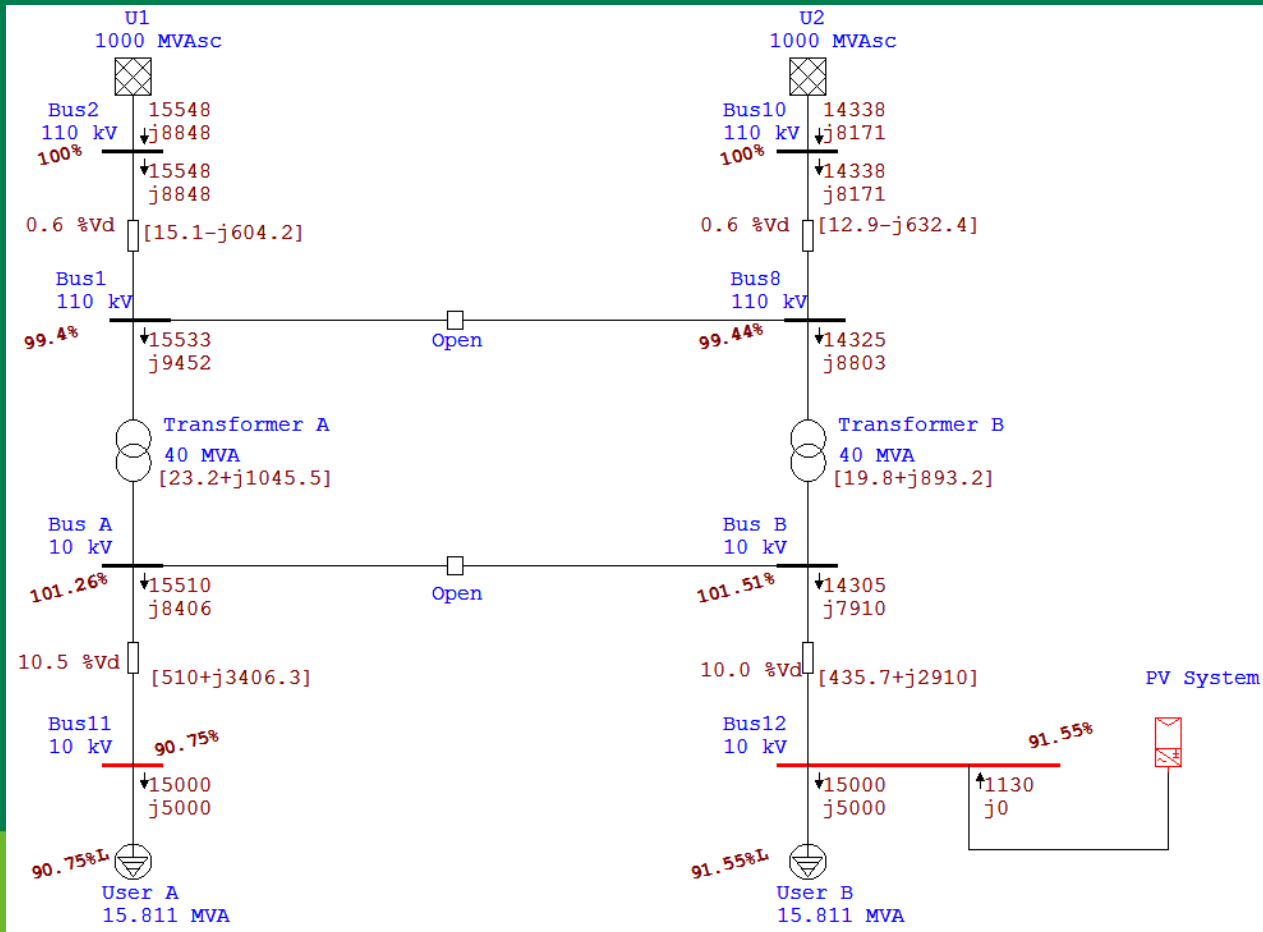 U1
1000 MVAsc
Bus2
110 kV
100%
15548
j8848
15548
j8848
0.6 %Vd
[15.1-j604.2]
Bus1
110 kV
99.4%
15533
j9452
Open
Transformer A
40 MVA
[23.2+j1045.5]
Bus A
10 kV
101.26%
15510
j8406
Open
10.5 %Vd
[510+j3406.3]
Bus11
10 kV
90.75%
15000
j5000
90.75%L
User A
15.811 MVA
U2
1000 MVAsc
Bus10
110 kV
100%
14338
j8171
14338
j8171
0.6 %Vd
[12.9-j632.4]
Bus8
110 kV
99.44%
14325
j8803
Transformer B
40 MVA
[19.8+j893.2]
Bus B
10 kV
101.51%
14305
j7910
10.0 %Vd
[435.7+j2910]
PV System
Bus12
10 kV
91.55%
15000
j5000
1130
j0
91.55%L
User B
15.811 MVA